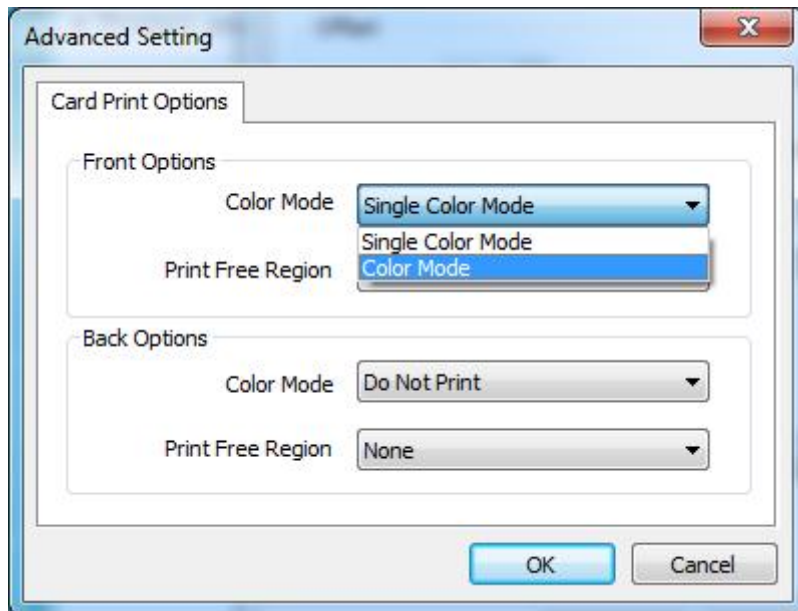 Advanced Setting
Card Print Options
Front Options
Color Mode
Single Color Mode
Single Color Mode
Color Mode
Print Free Region
Back Options
Color Mode
Do Not Print
Print Free Region
None
OK
Cancel